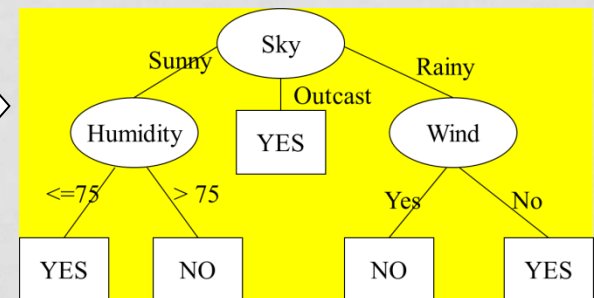 Sky
Sunny
Rainy
Outcast
Humidity
YES
Wind
<=75
> 75
Yes
No
YES
NO
NO
YES